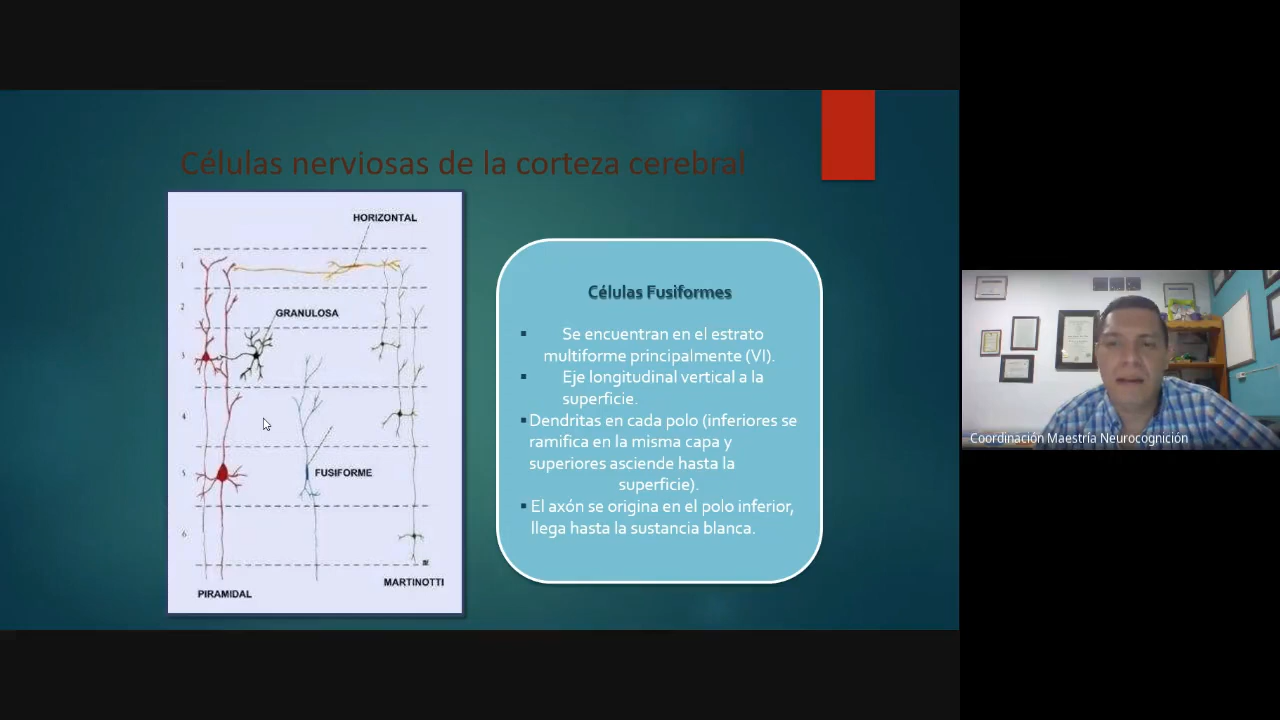 Células nerviosas de la corteza cerebral
HORIZONTAL
1
2
GRANULOSA
3
4
5
FUSIFORME
6
MARTINOTTI
PIRAMIDAL
Células Fusiformes
▪ Se encuentran en el estrato
multiforme principalmente (VI).
▪ Eje longitudinal vertical a la
superficie.
▪ Dendritas en cada polo (inferiores se
ramifica en la misma capa y
superiores asciende hasta la
superficie).
▪ El axón se origina en el polo inferior,
llega hasta la sustancia blanca.
Coordinación Maestría Neurocognición